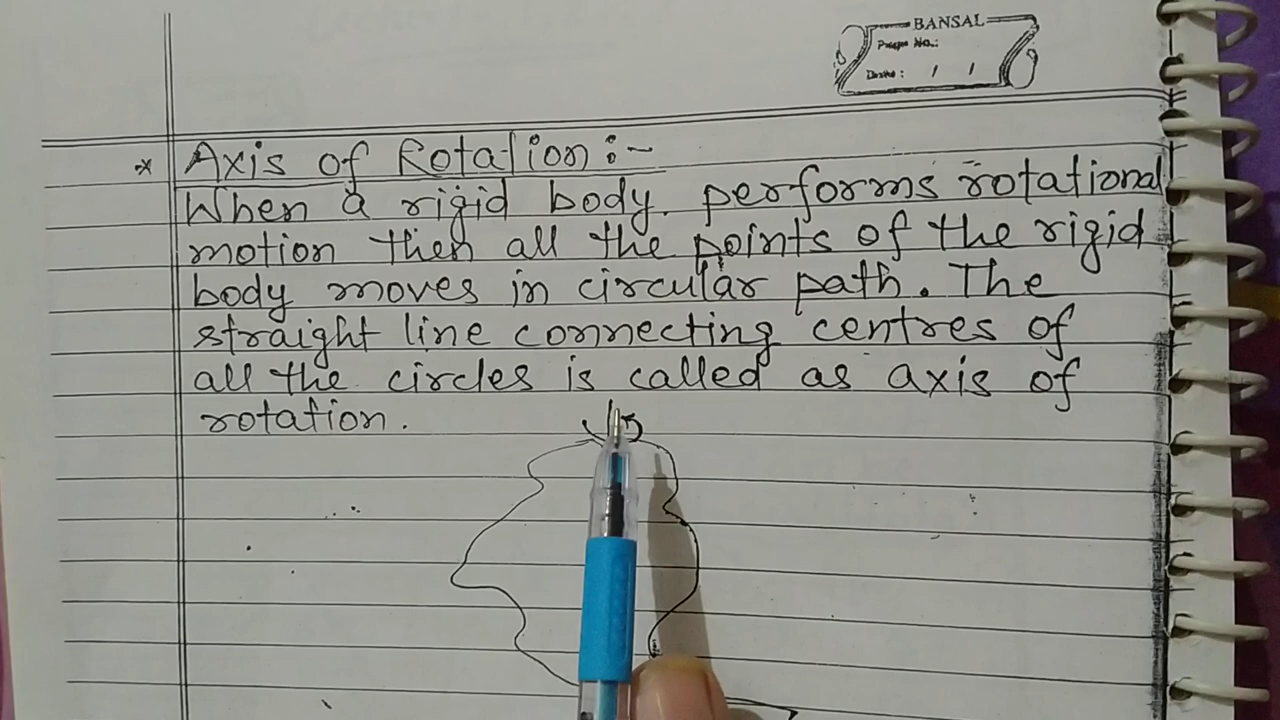 BANSAL
Page No.:
Date: / /
* Axis of Rotation :-
When a rigid body performs rotational
motion then all the points of the rigid
body moves in circular path. The
straight line connecting centres of
all the circles is called as axis of
rotation.